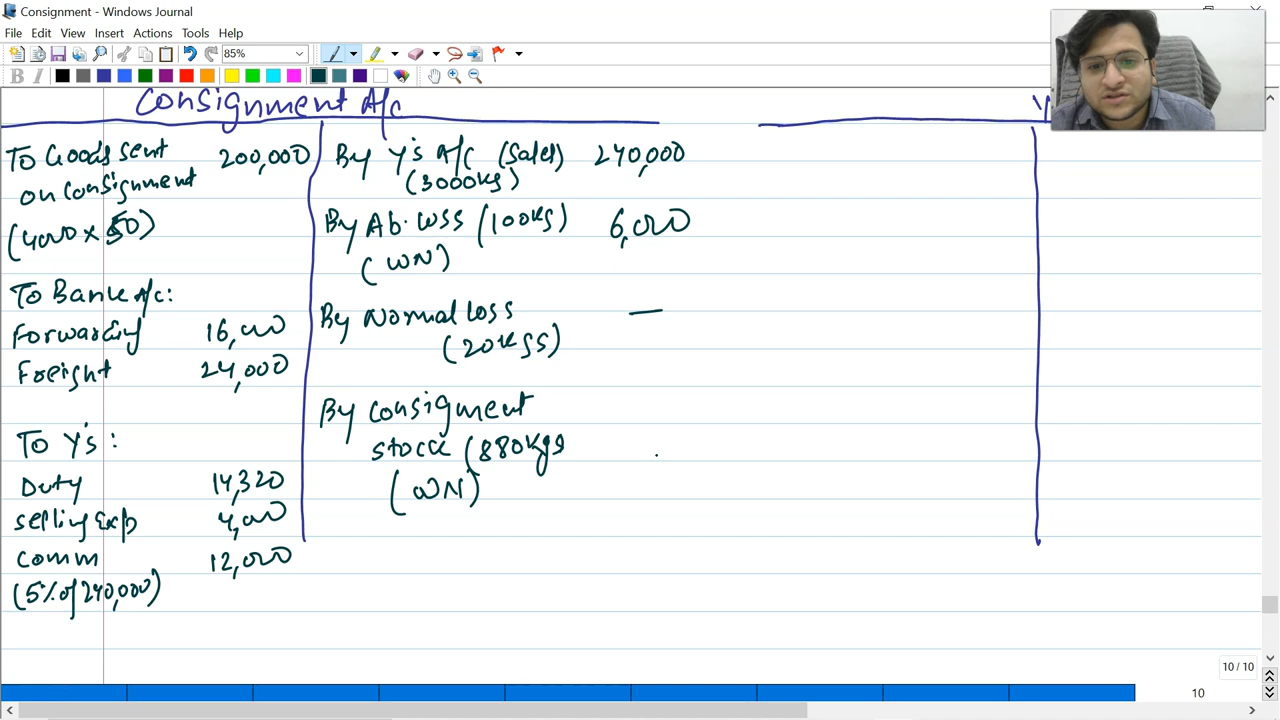 Consignment - Windows Journal
File Edit View Insert Actions Tools Help
85%
B I
Consignment A/c
To Goods sent 200,000
on Consignment
(4000 x 50)
To Bank A/c:
Forwarding 16,000
Freight 24,000
To Y's :
Duty 14,320
Selling Exp 4,000
Comm 12,000
(5% of 240,000)
By Y's A/c (Sales) 240,000
(3000kgs)
By Ab. Loss (100kgs) 6,000
(WN)
By Normal Loss —
(20kgs)
By Consignment
stock (880kgs
(WN)
10 / 10
10